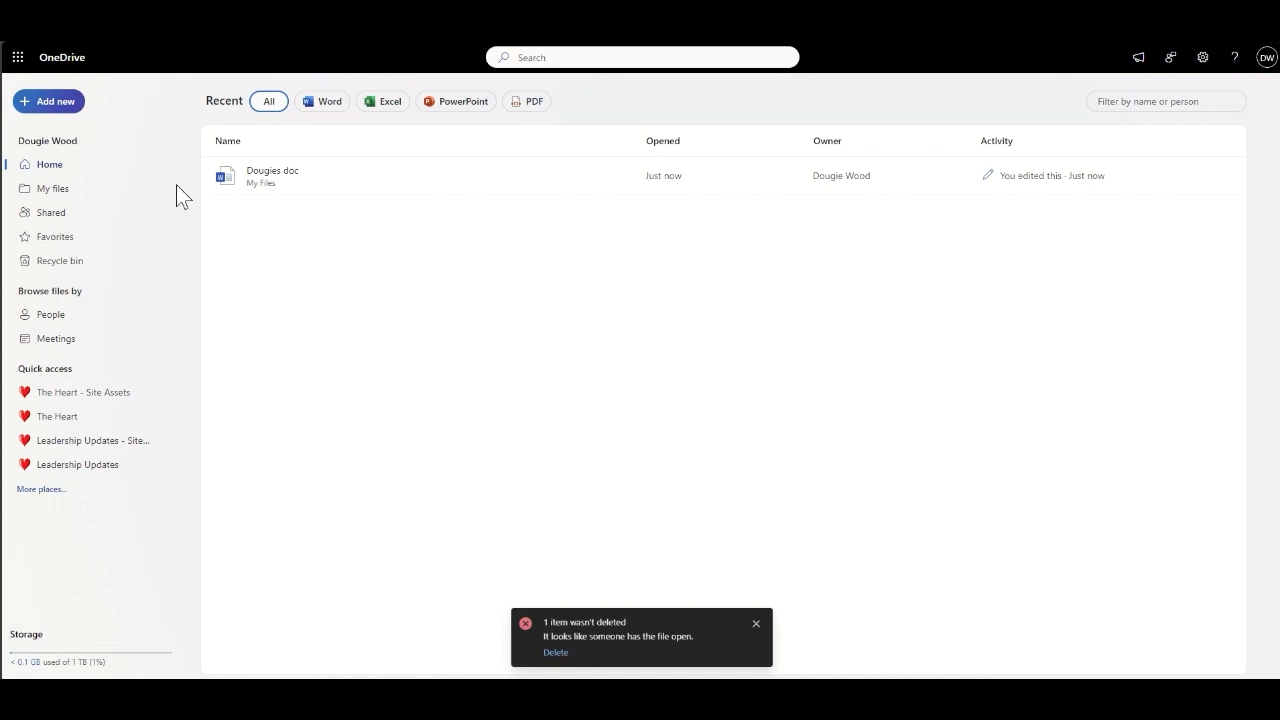 OneDrive
Search
DW
Add new
Recent
All
Word
Excel
PowerPoint
PDF
Filter by name or person
Dougie Wood
Home
My files
Shared
Favorites
Recycle bin
Browse files by
People
Meetings
Quick access
The Heart - Site Assets
The Heart
Leadership Updates - Site...
Leadership Updates
More places...
Storage
< 0.1 GB used of 1 TB (1%)
Name
Opened
Owner
Activity
Dougies doc
My Files
Just now
Dougie Wood
You edited this · Just now
1 item wasn't deleted
It looks like someone has the file open.
Delete